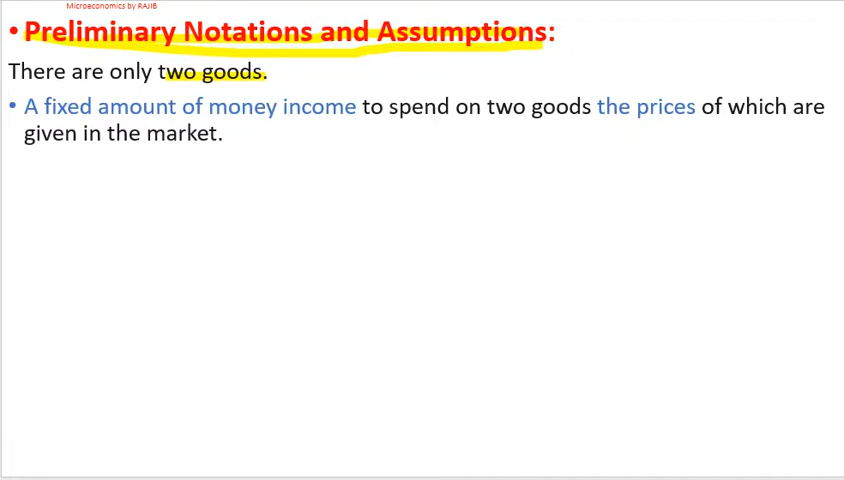 Microeconomics by RAJIB
• Preliminary Notations and Assumptions:
There are only two goods.
• A fixed amount of money income to spend on two goods the prices of which are
given in the market.